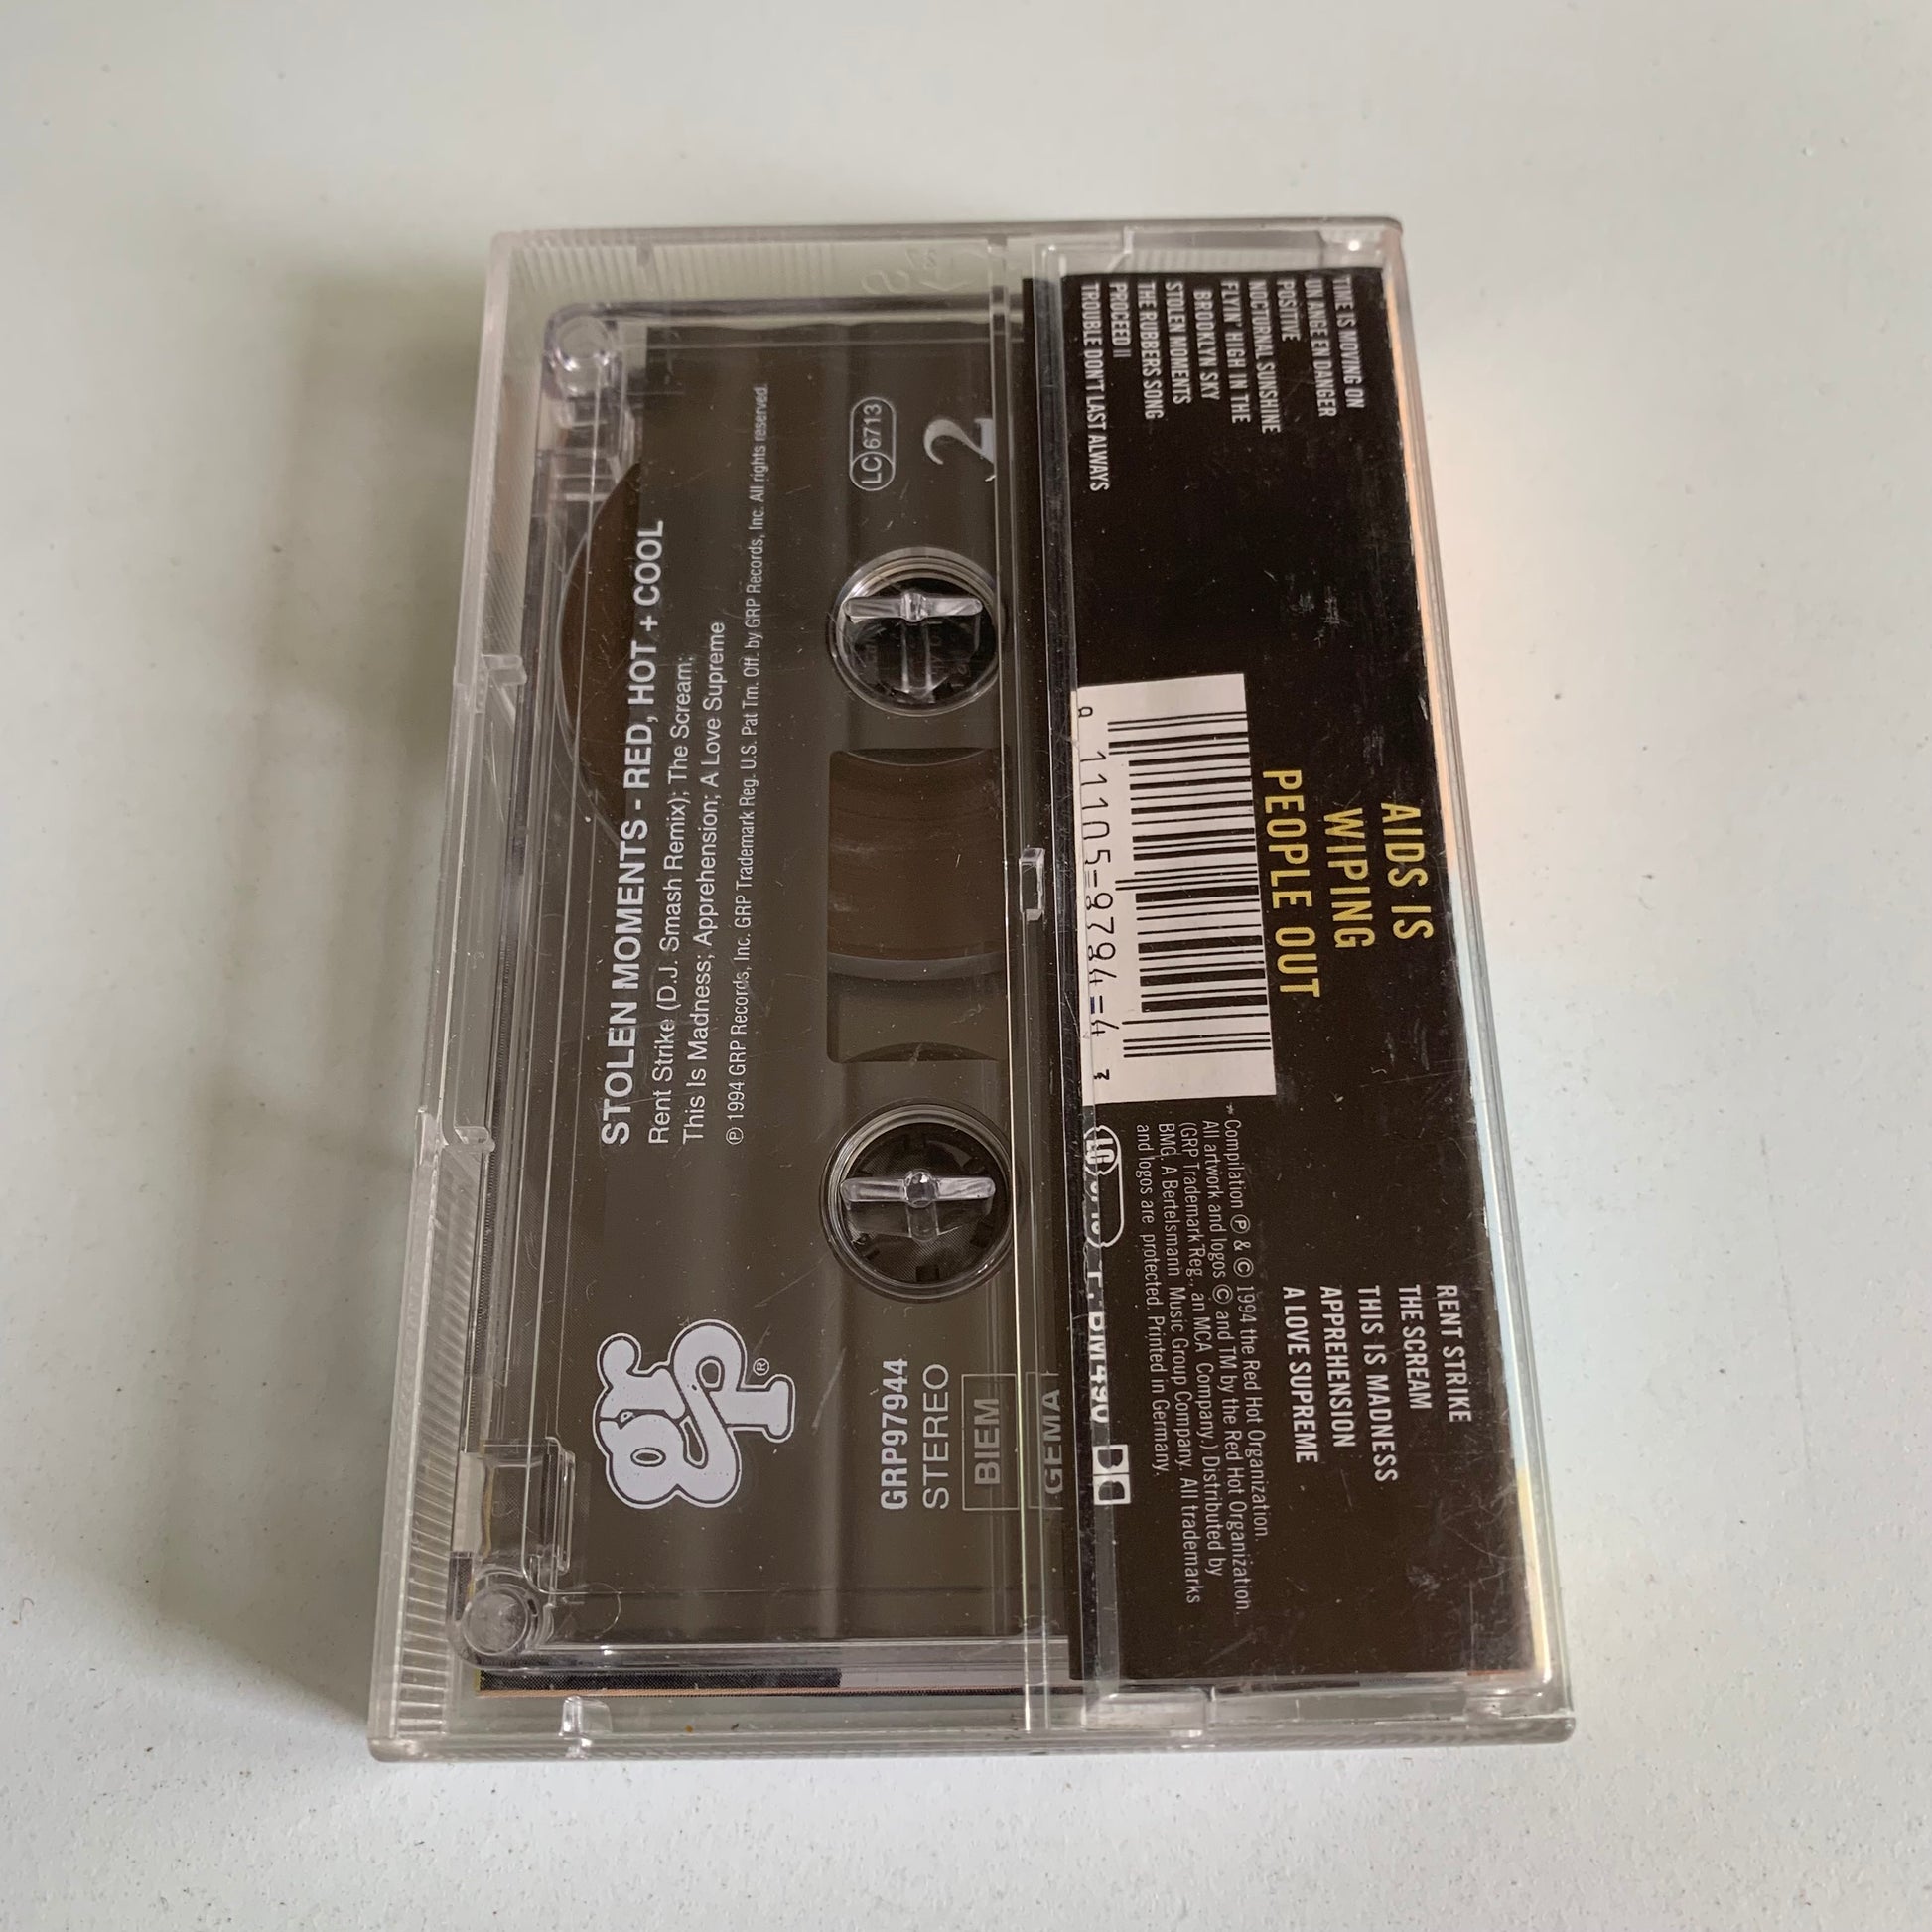 STOLEN MOMENTS - RED, HOT + COOL
Rent Strike (D.J. Smash Remix); The Scream;
This Is Madness; Apprehension; A Love Supreme
℗ 1994 GRP Records, Inc. GRP Trademark Reg. U.S. Pat Tm. Off. by GRP Records, Inc. All rights reserved.
LC 6713
2
grp®
GRP97944
STEREO
BIEM
GEMA
TIME IS MOVING ON
UN ANGE EN DANGER
POSITIVE
NOCTURNAL SUNSHINE
FLYIN' HIGH IN THE
BROOKLYN SKY
STOLEN MOMENTS
THE RUBBERS SONG
PROCEED II
TROUBLE DON'T LAST ALWAYS
AIDS IS
WIPING
PEOPLE OUT
11105-9794-4
RENT STRIKE
THE SCREAM
THIS IS MADNESS
APPREHENSION
A LOVE SUPREME
Compilation ℗ & © 1994 the Red Hot Organization.
All artwork and logos © and TM by the Red Hot Organization.
(GRP Trademark Reg., an MCA Company.) Distributed by
BMG, A Bertelsmann Music Group Company. All trademarks
and logos are protected. Printed in Germany.
LC